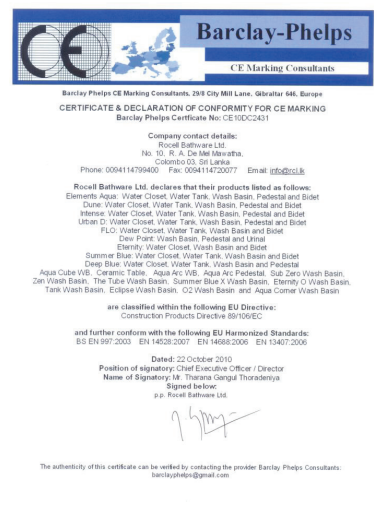 CE
Barclay-Phelps
CE Marking Consultants
Barclay Phelps CE Marking Consultants, 29/8 City Mill Lane, Gibraltar 646, Europe
CERTIFICATE & DECLARATION OF CONFORMITY FOR CE MARKING
Barclay Phelps Certficate No: CE10DC2431
Company contact details:
Rocell Bathware Ltd.
No. 10, R. A. De Mel Mawatha,
Colombo 03, Sri Lanka
Phone: 0094114799400 Fax: 0094114720077 Email: info@rcl.lk
Rocell Bathware Ltd. declares that their products listed as follows:
Elements Aqua: Water Closet, Water Tank, Wash Basin, Pedestal and Bidet
Dune: Water Closet, Water Tank, Wash Basin, Pedestal and Bidet
Intense: Water Closet, Water Tank, Wash Basin, Pedestal and Bidet
Urban D: Water Closet, Water Tank, Wash Basin, Pedestal and Bidet
FLO: Water Closet, Water Tank, Wash Basin, Pedestal and Bidet
Dew Point: Wash Basin, Pedestal and Urinal
Eternity: Water Closet, Wash Basin and Bidet
Summer Blue: Water Closet, Water Tank, Wash Basin and Bidet
Deep Blue: Water Closet, Water Tank, Wash Basin and Pedestal
Aqua Cube WB, Ceramic Table, Aqua Arc WB, Aqua Arc Pedestal, Sub Zero Wash Basin,
Zen Wash Basin, The Tube Wash Basin, Summer Blue X Wash Basin, Eternity O Wash Basin,
Tank Wash Basin, Eclipse Wash Basin, O2 Wash Basin and Aqua Corner Wash Basin
are classified within the following EU Directive:
Construction Products Directive 89/106/EC
and further conform with the following EU Harmonized Standards:
BS EN 997:2003 EN 14528:2007 EN 14688:2006 EN 13407:2006
Dated: 22 October 2010
Position of signatory: Chief Executive Officer / Director
Name of Signatory: Mr. Tharana Gangul Thoradeniya
Signed below:
p.p. Rocell Bathware Ltd.
The authenticity of this certificate can be verified by contacting the provider Barclay Phelps Consultants:
barclayphelps@gmail.com